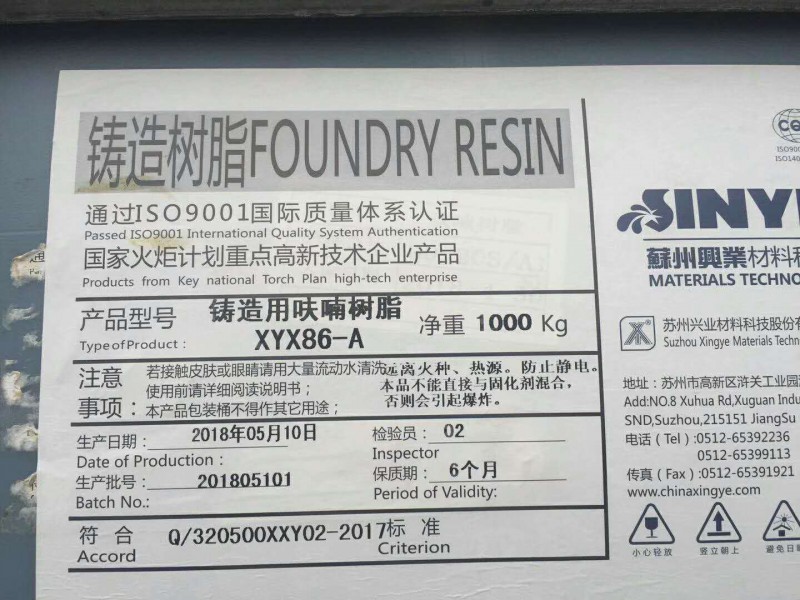 铸造树脂FOUNDRY RESIN
通过ISO9001国际质量体系认证
Passed ISO9001 International Quality System Authentication
国家火炬计划重点高新技术企业产品
Products from Key national Torch Plan high-tech enterprise
产品型号 铸造用呋喃树脂
Type of Product: XYX86-A 净重 1000 Kg
注意事项:
若接触皮肤或眼睛请用大量流动水清洗
使用前请详细阅读说明书;
本产品包装桶不得作其它用途;
远离火种、热源。防止静电。
本品不能直接与固化剂混合,
否则会引起爆炸。
生产日期: 2018年05月10日
Date of Production:
生产批号: 201805101
Batch No.:
检验员: 02
Inspector
保质期: 6个月
Period of Validity:
符合 Q/320500XXY02-2017 标准
Accord Criterion
ISO900
ISO140
SINY
蘇州興業材料科
MATERIALS TECHNO
苏州兴业材料科技股份有
Suzhou Xingye Materials Techn
地址:苏州市高新区浒关工业园
Add:NO.8 Xuhua Rd,Xuguan Indu
SND,Suzhou,215151 JiangSu
电话(Tel):0512-65392236
0512-65399113
传真(Fax):0512-65391921
www.chinaxingye.com
小心轻放 竖立朝上 避免日晒